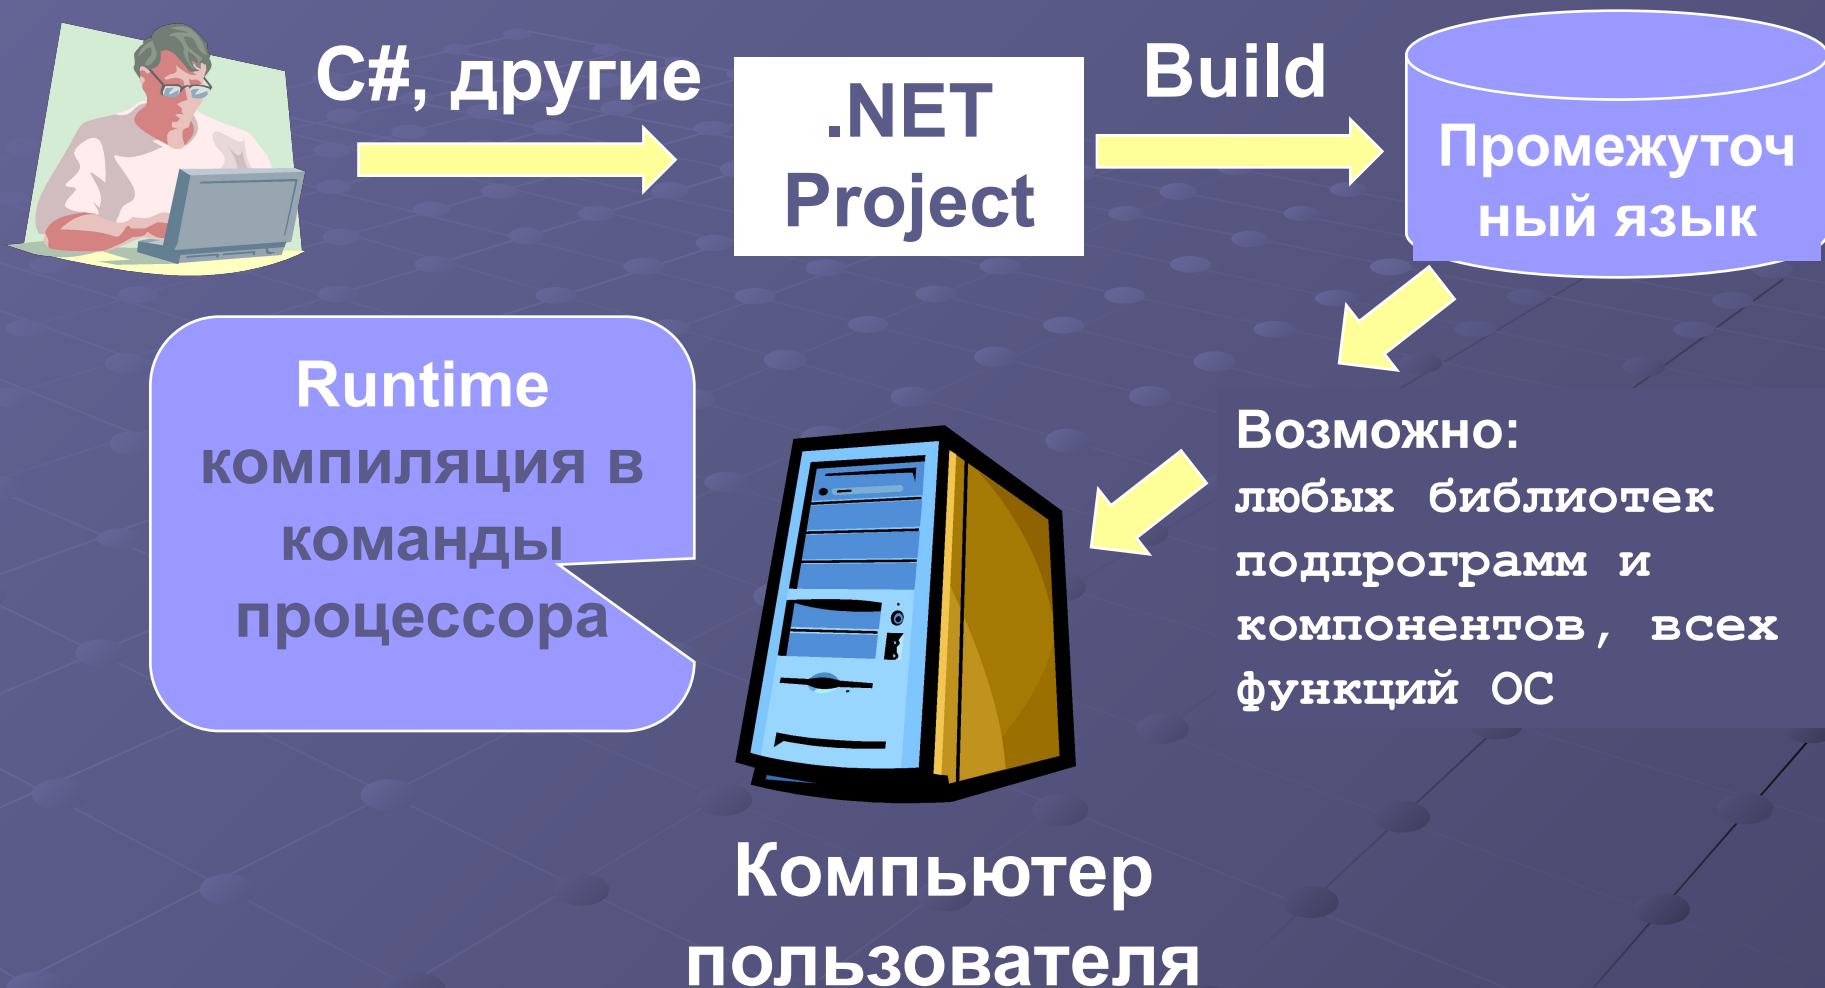 C#, другие
.NET
Project
Build
Промежуточ
ный язык
Runtime
компиляция в
команды
процессора
Возможно:
любых библиотек
подпрограмм и
компонентов, всех
функций ОС
Компьютер
пользователя